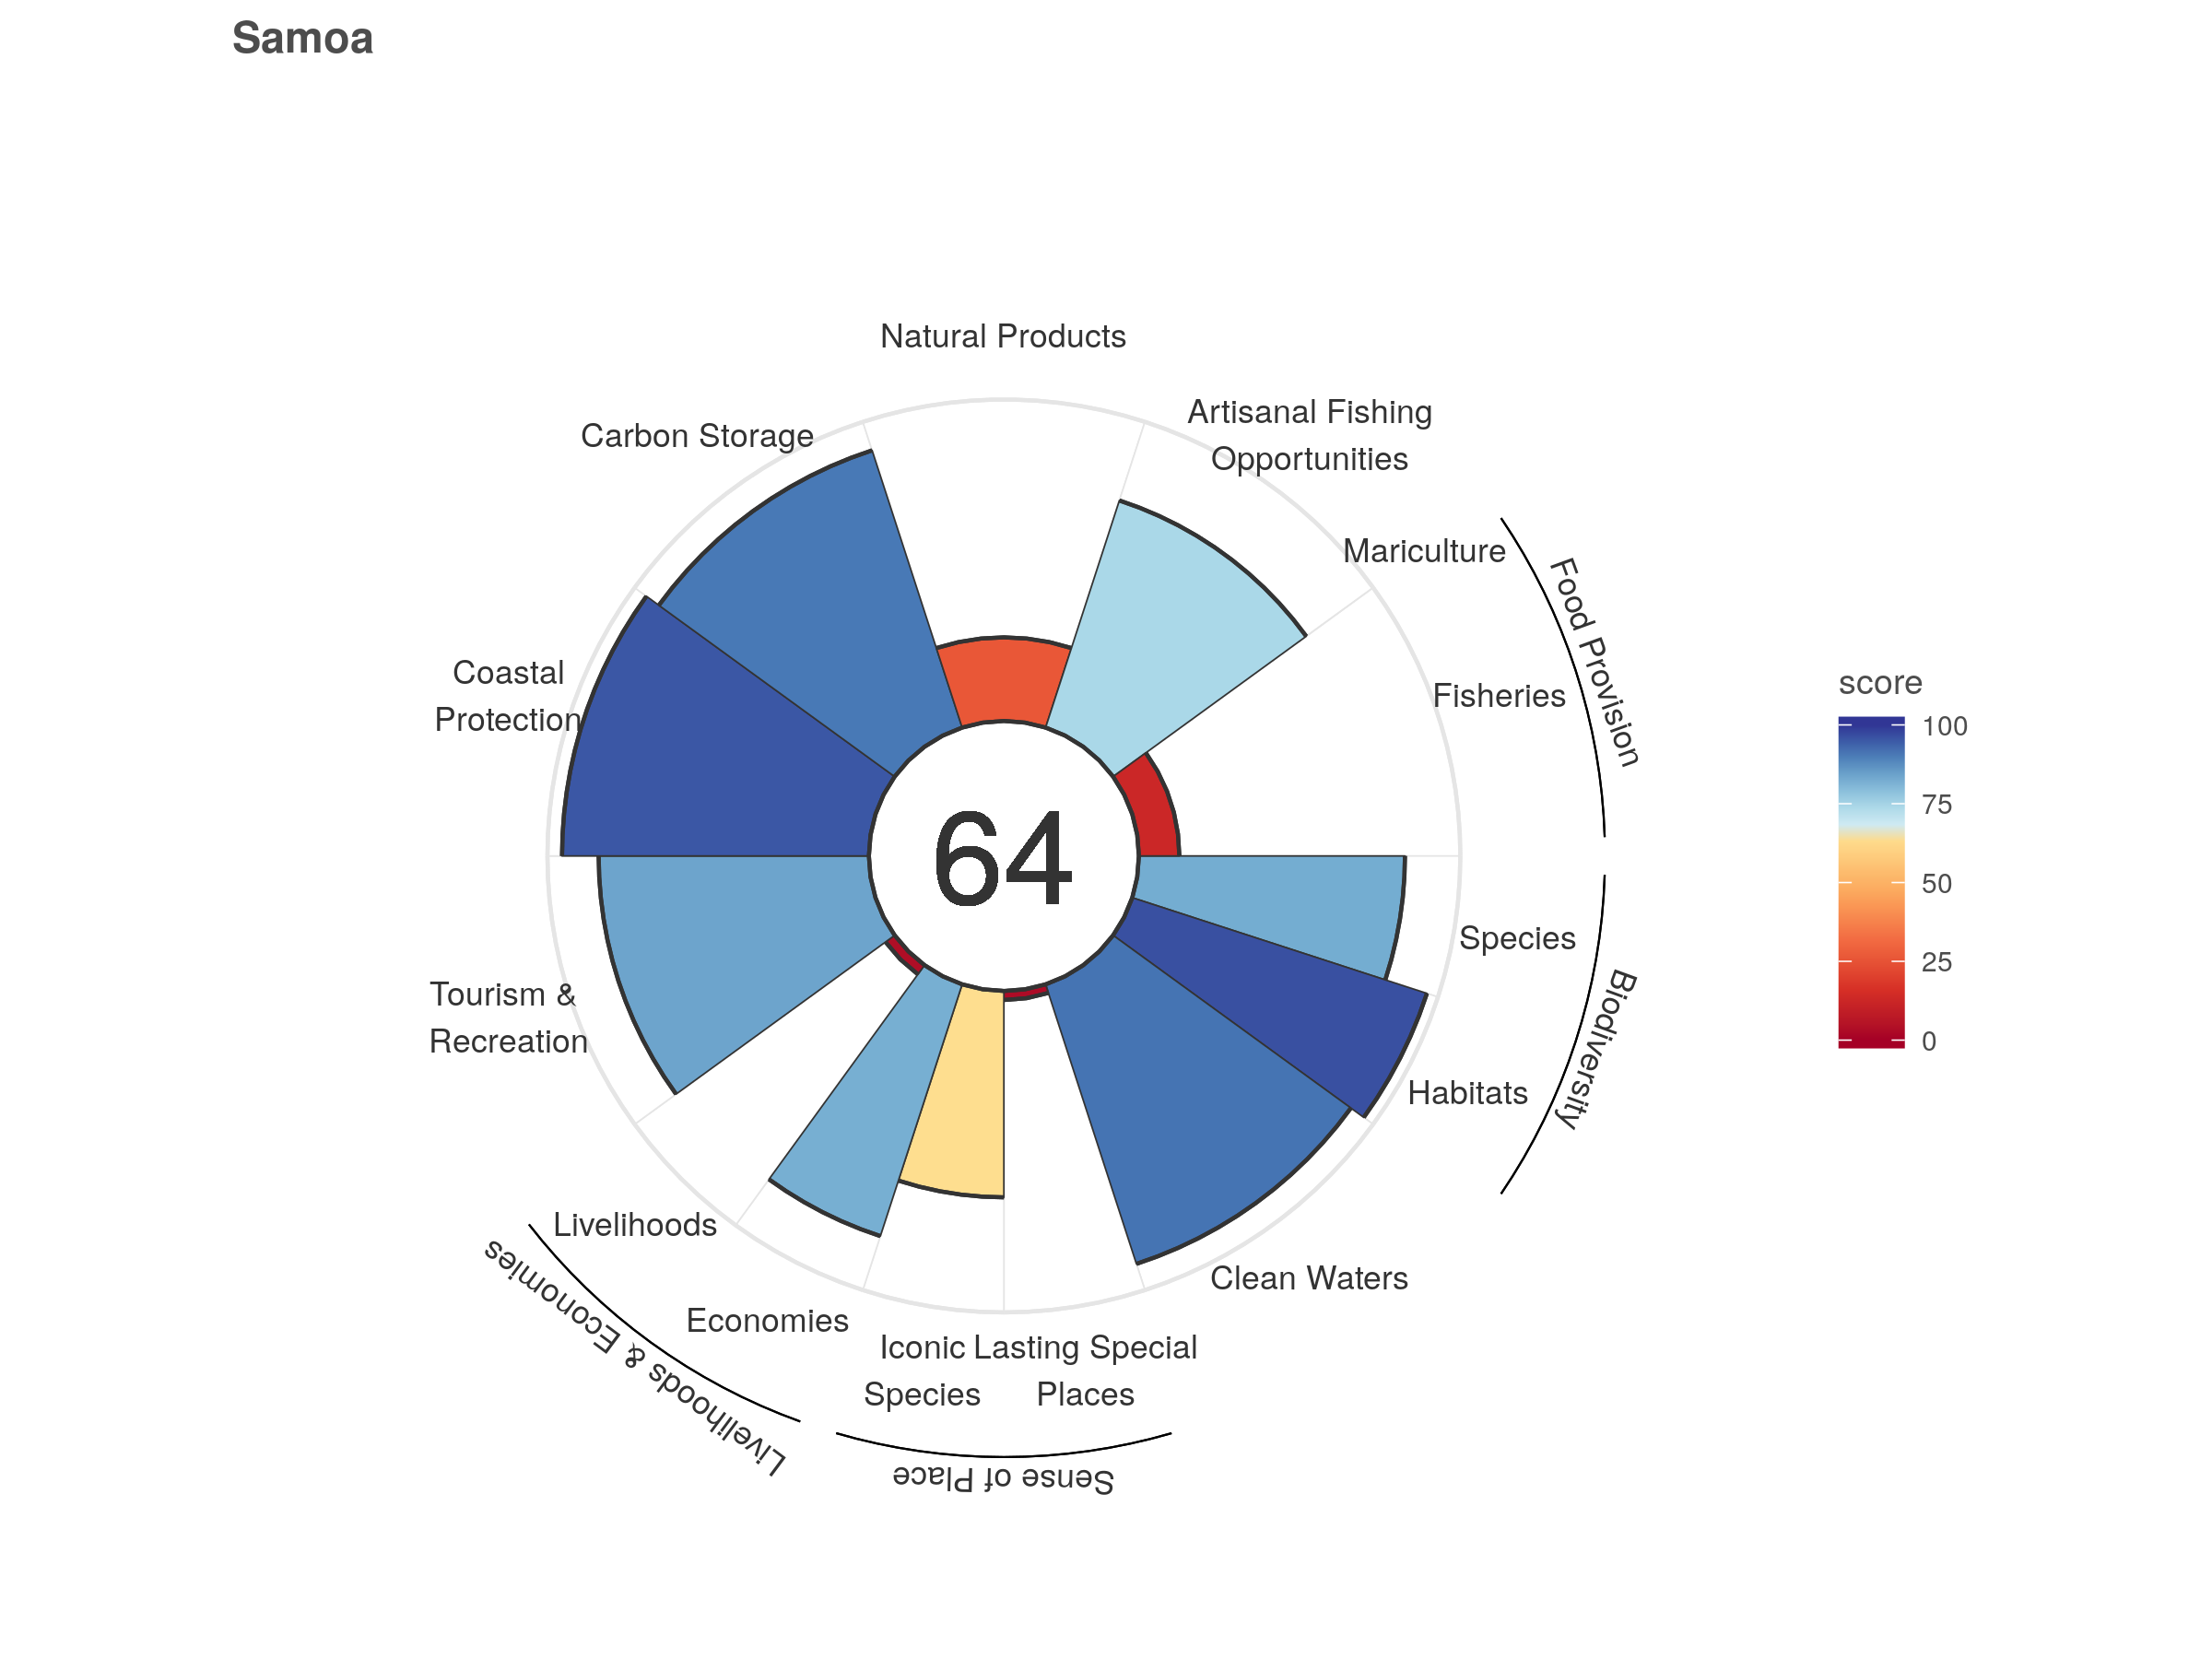 Samoa
Natural Products
Artisanal Fishing
Opportunities
Carbon Storage
Mariculture
Food Provision
Fisheries
Coastal
Protection
score
100
75
50
25
0
64
Species
Biodiversity
Tourism &
Recreation
Habitats
Livelihoods
Clean Waters
Economies
Livelihoods & Economies
Iconic
Species
Lasting Special
Places
Sense of Place